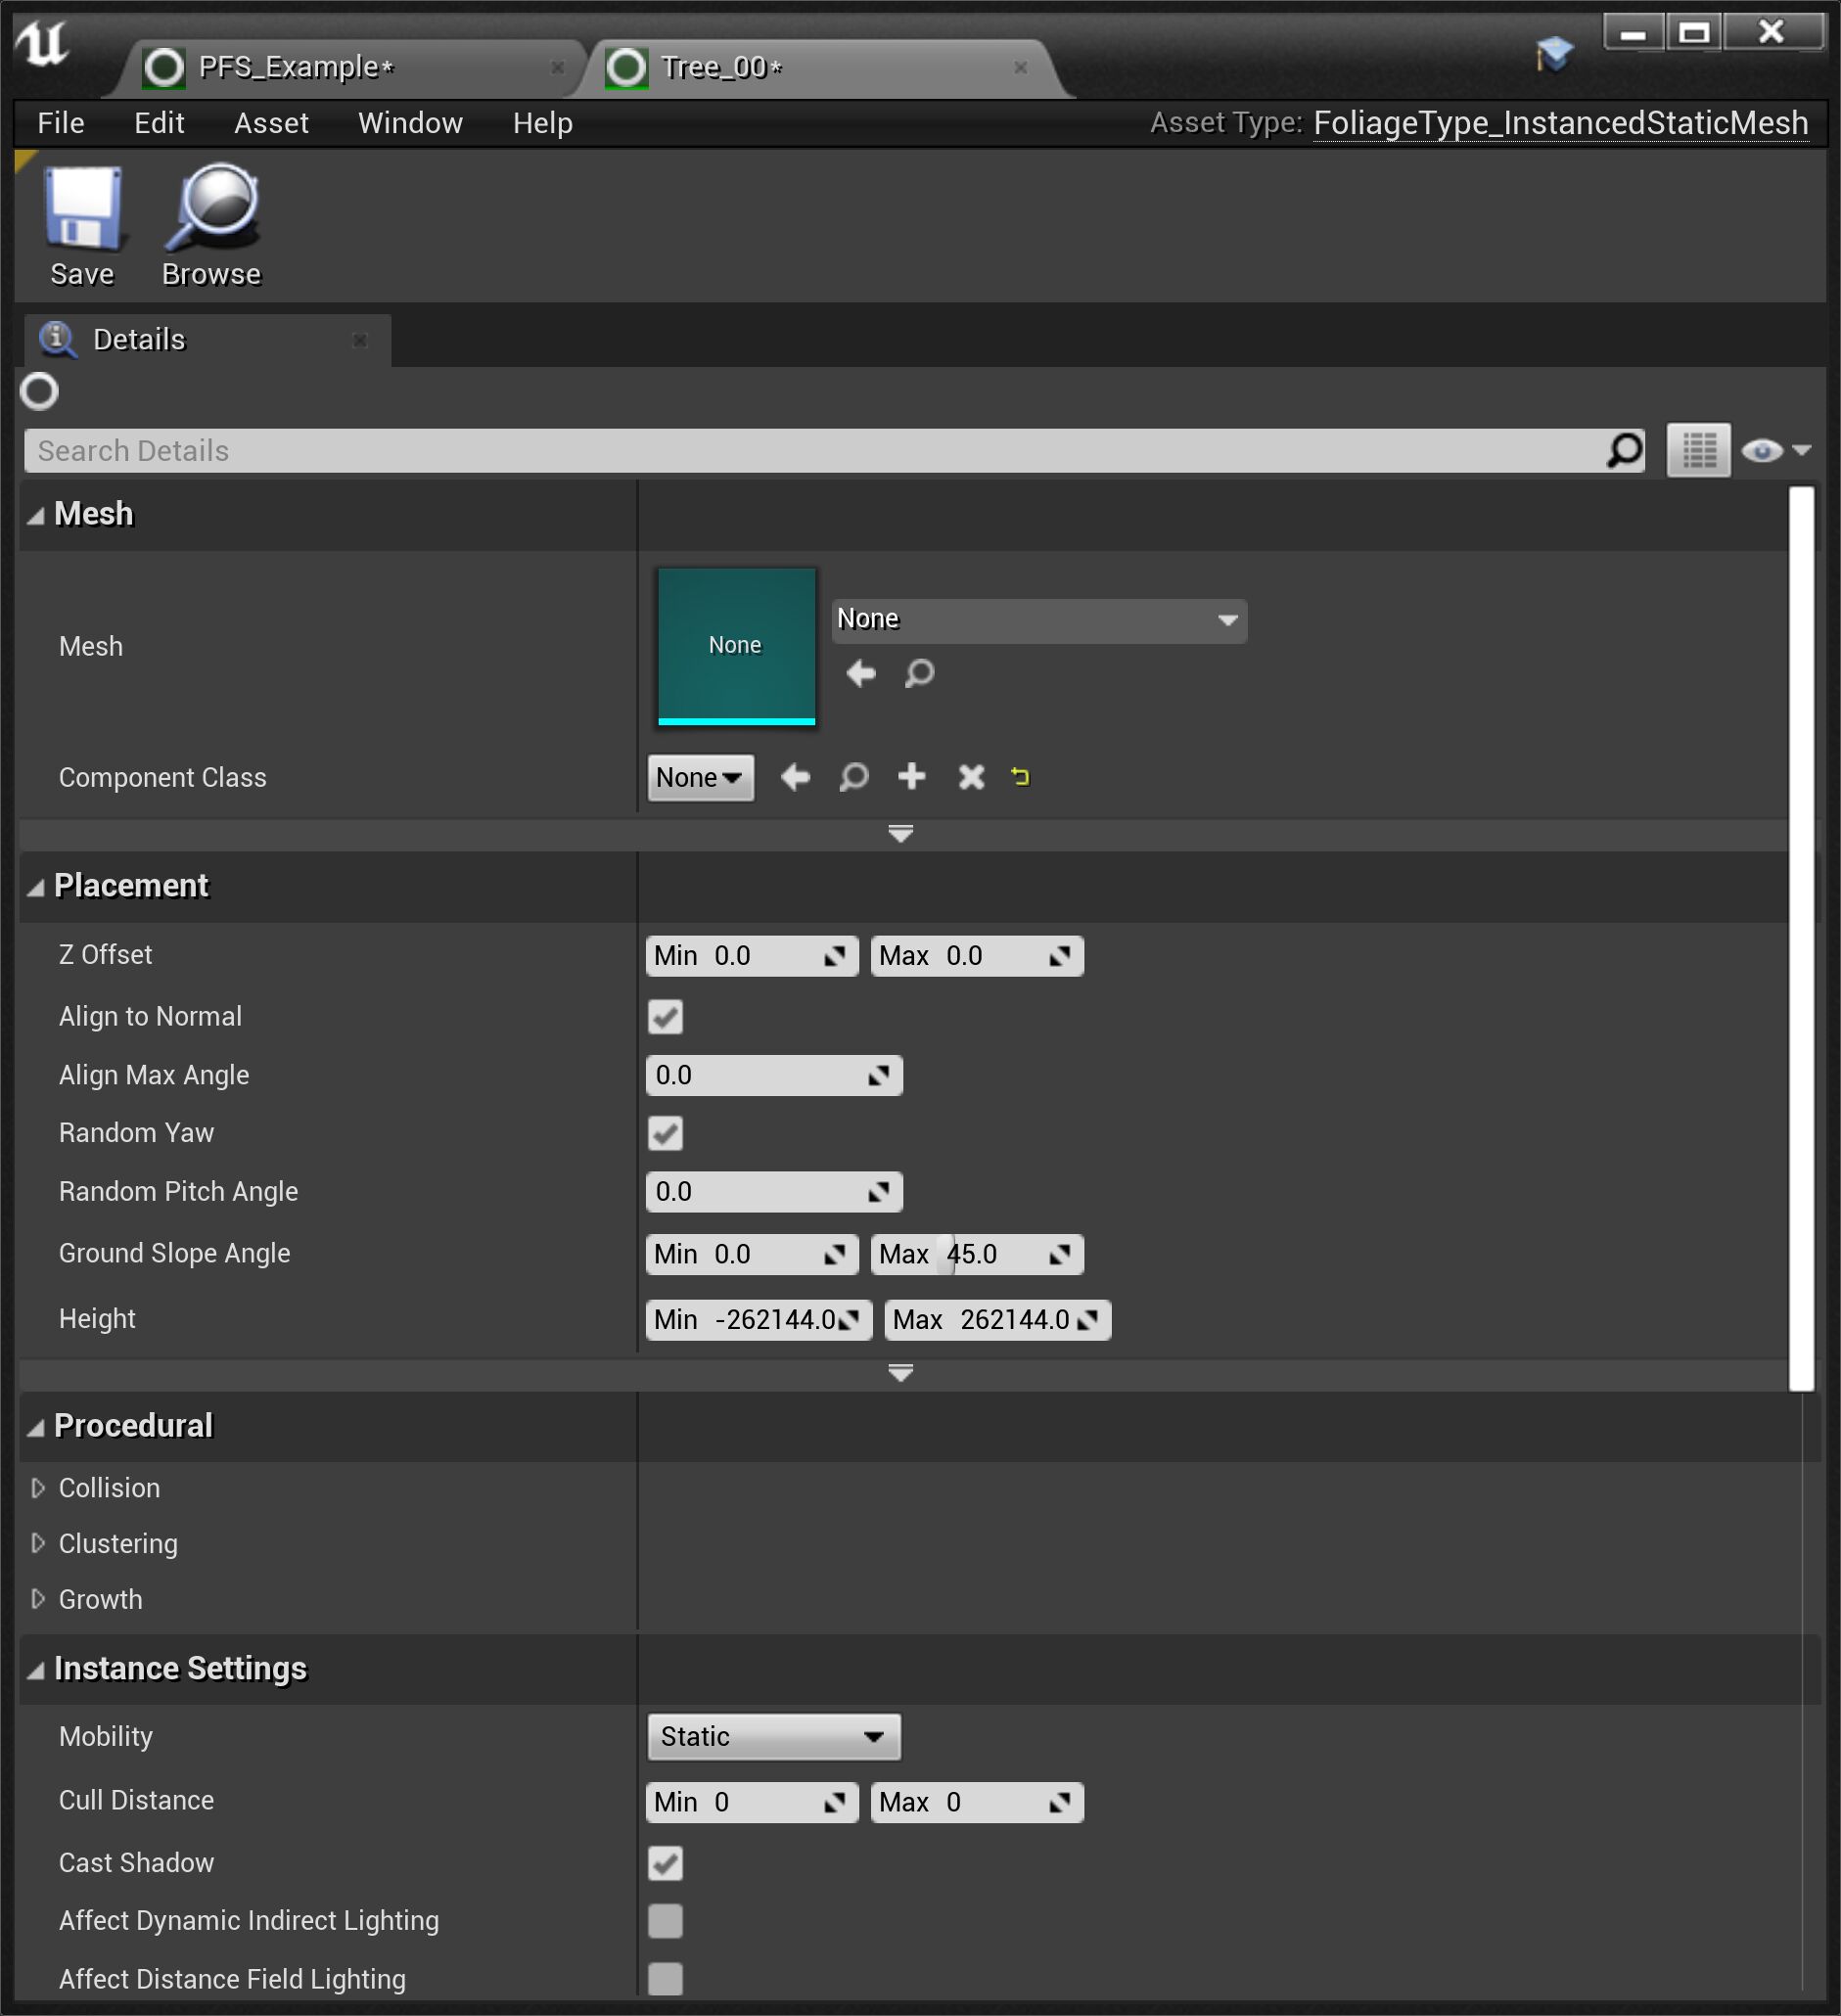 PFS_Example*
Tree_00*
File Edit Asset Window Help Asset Type: FoliageType_InstancedStaticMesh
Save Browse
Details
Search Details
Mesh
Mesh None None
Component Class None
Placement
Z Offset Min 0.0 Max 0.0
Align to Normal
Align Max Angle 0.0
Random Yaw
Random Pitch Angle 0.0
Ground Slope Angle Min 0.0 Max 45.0
Height Min -262144.0 Max 262144.0
Procedural
Collision
Clustering
Growth
Instance Settings
Mobility Static
Cull Distance Min 0 Max 0
Cast Shadow
Affect Dynamic Indirect Lighting
Affect Distance Field Lighting